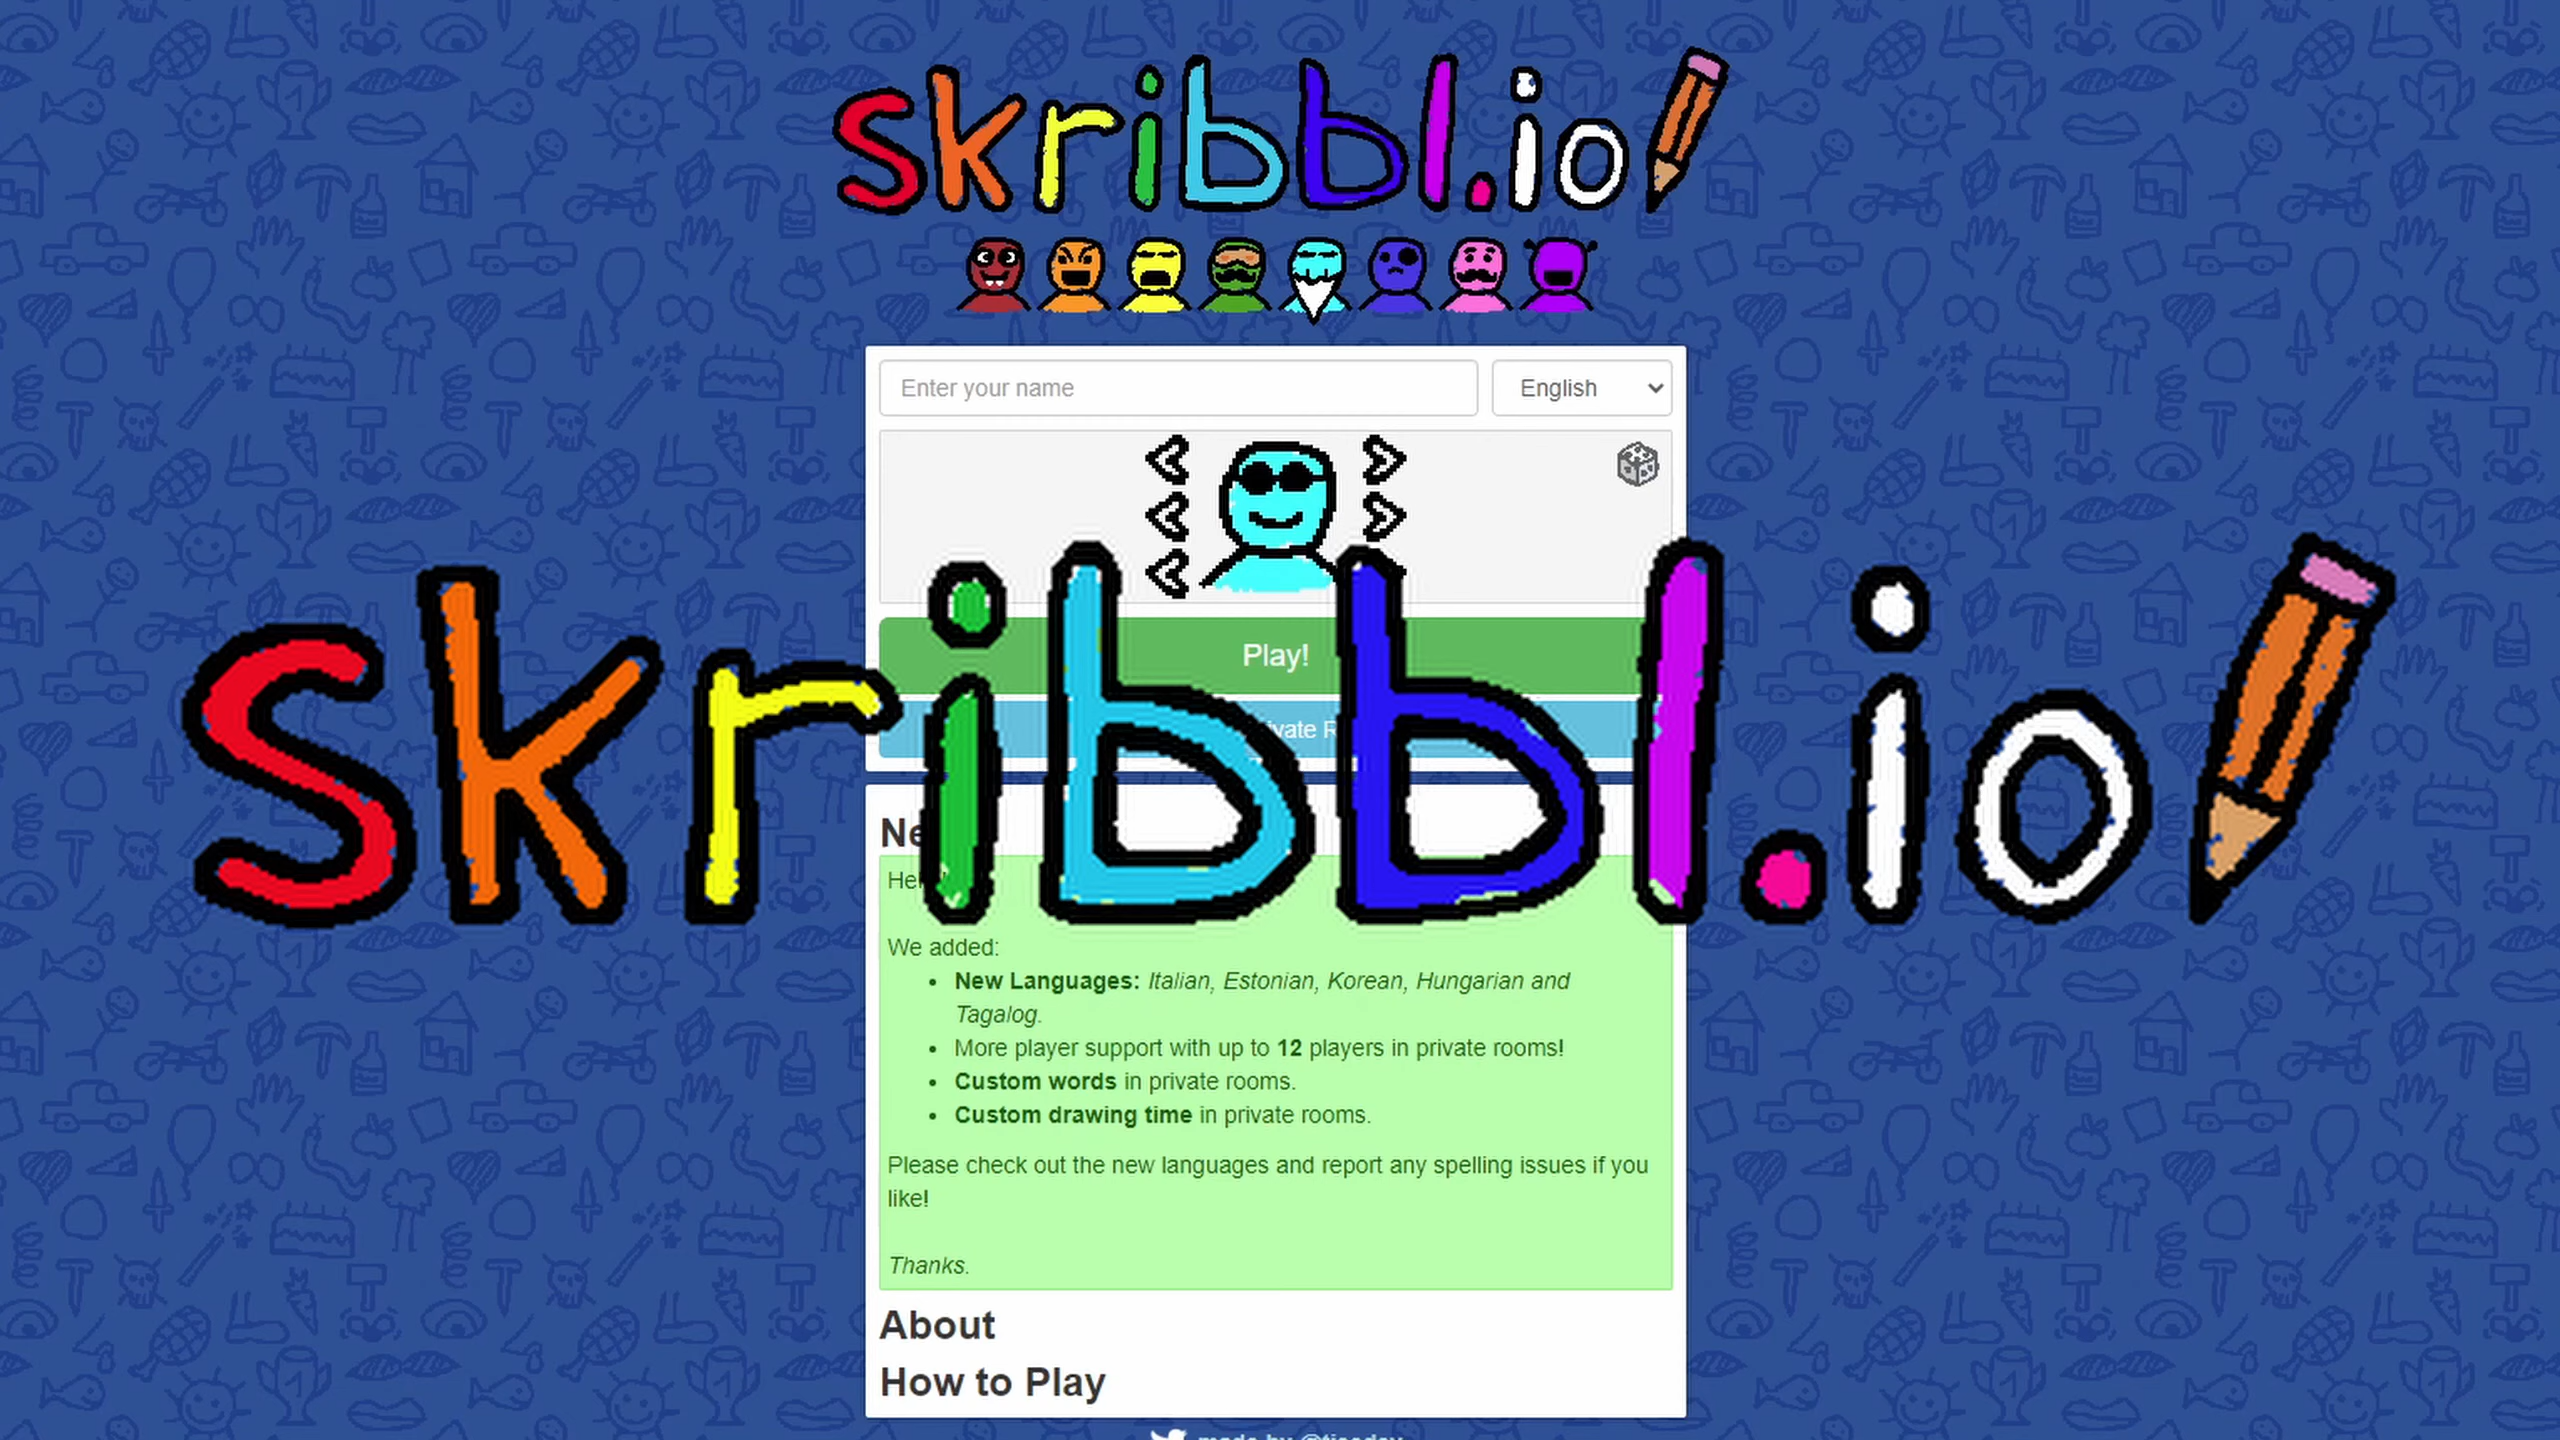 skribbl.io
Enter your name
English
Play!
skribbl.io
We added:
• New Languages: Italian, Estonian, Korean, Hungarian and
Tagalog.
• More player support with up to 12 players in private rooms!
• Custom words in private rooms.
• Custom drawing time in private rooms.
Please check out the new languages and report any spelling issues if you
like!
Thanks.
About
How to Play